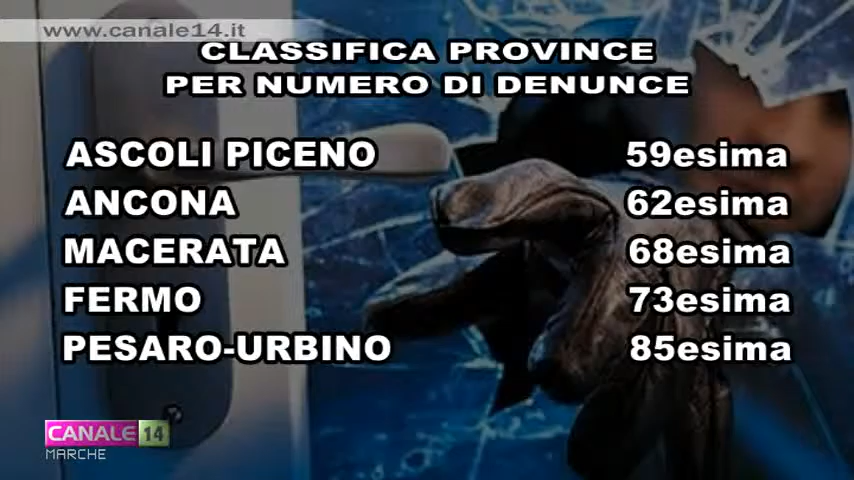 www.canale14.it
CLASSIFICA PROVINCE
PER NUMERO DI DENUNCE
ASCOLI PICENO 59esima
ANCONA 62esima
MACERATA 68esima
FERMO 73esima
PESARO-URBINO 85esima
CANALE 14
MARCHE